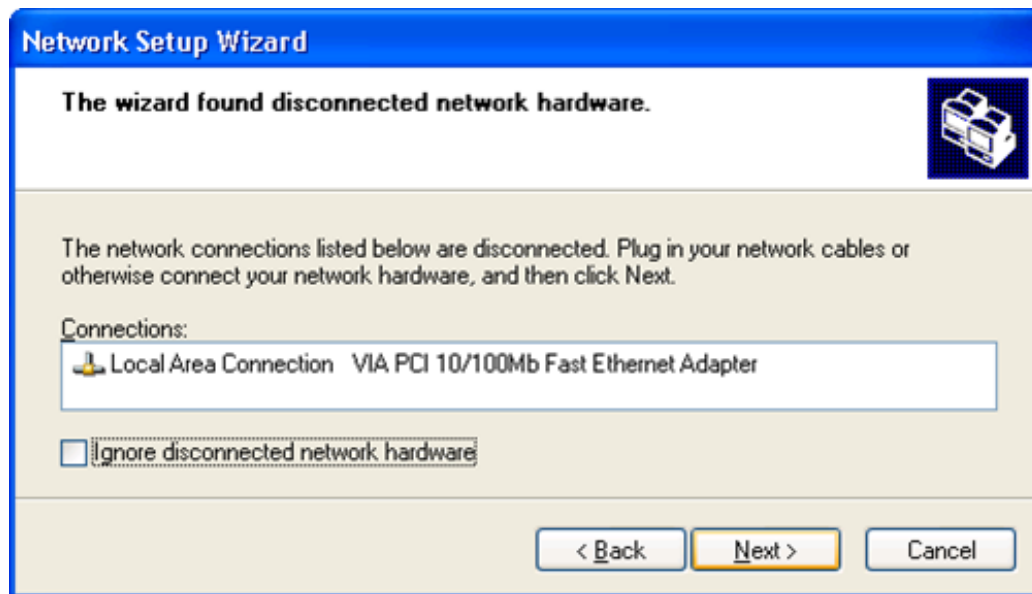 Network Setup Wizard
The wizard found disconnected network hardware.
The network connections listed below are disconnected. Plug in your network cables or
otherwise connect your network hardware, and then click Next.
Connections:
Local Area Connection   VIA PCI 10/100Mb Fast Ethernet Adapter
Ignore disconnected network hardware
< Back   Next >   Cancel